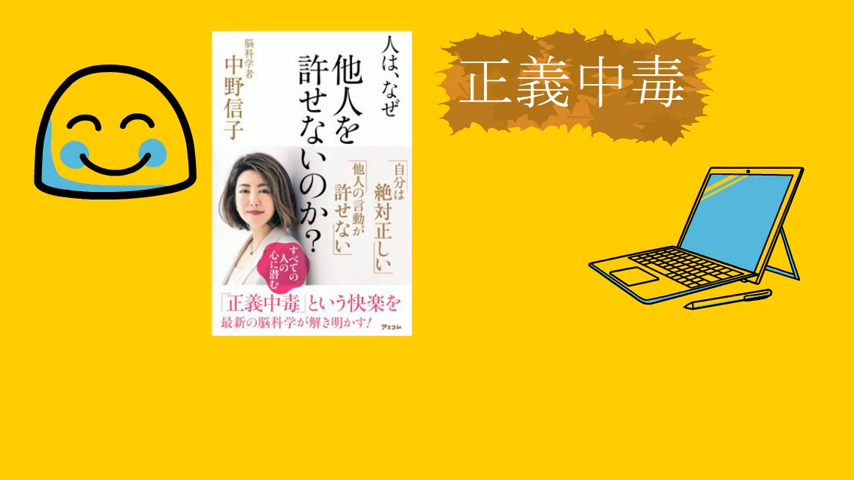 人は、なぜ
他人を
許せないのか?
脳科学者
中野信子
「自分は
絶対正しい」
「他人の言動が
許せない」
すべての
人の
心に潜む
「正義中毒」という快楽を
最新の脳科学が解き明かす!
アスコム
正義中毒